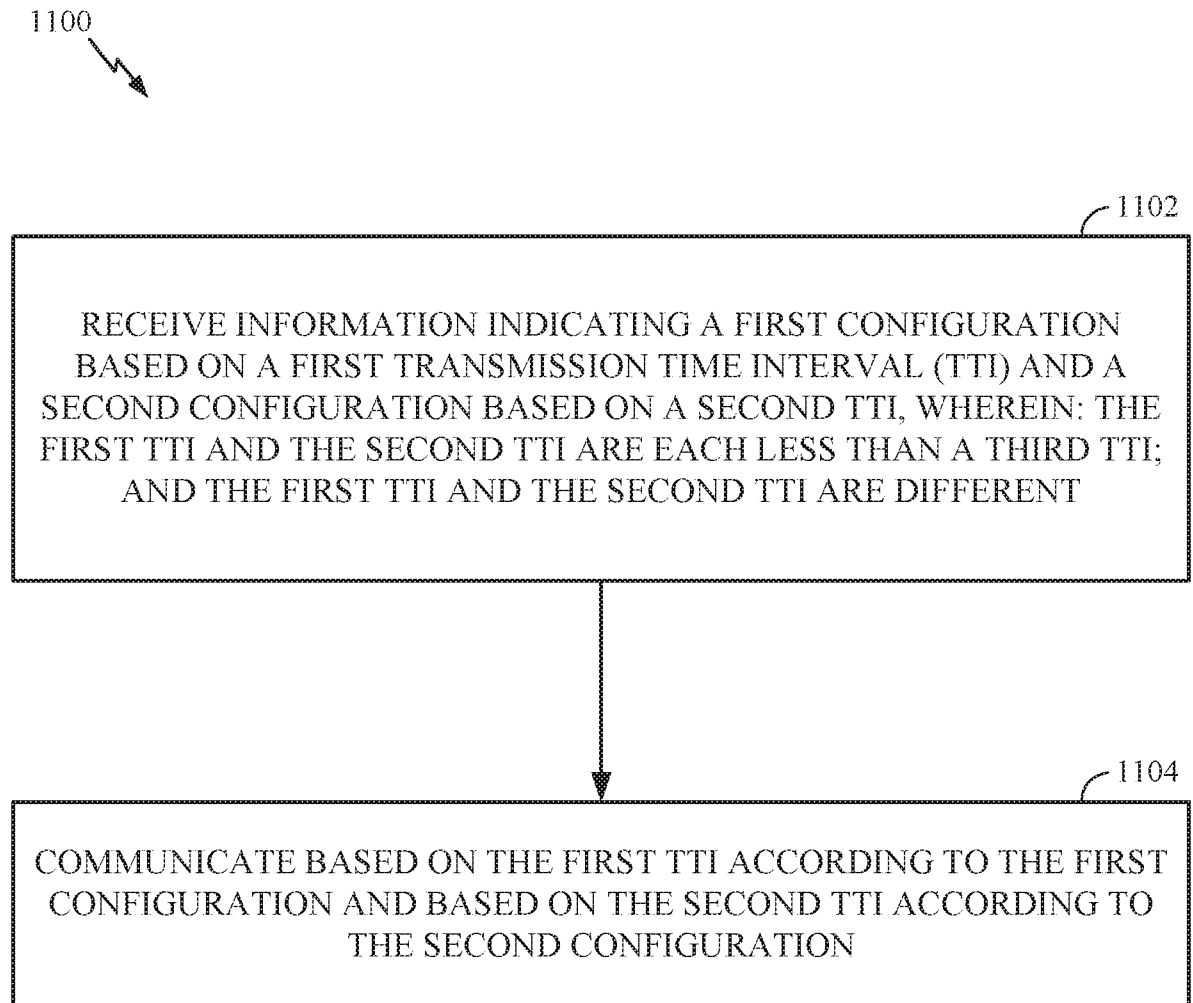 1100
1102
RECEIVE INFORMATION INDICATING A FIRST CONFIGURATION
BASED ON A FIRST TRANSMISSION TIME INTERVAL (TTI) AND A
SECOND CONFIGURATION BASED ON A SECOND TTI, WHEREIN: THE
FIRST TTI AND THE SECOND TTI ARE EACH LESS THAN A THIRD TTI;
AND THE FIRST TTI AND THE SECOND TTI ARE DIFFERENT
1104
COMMUNICATE BASED ON THE FIRST TTI ACCORDING TO THE FIRST
CONFIGURATION AND BASED ON THE SECOND TTI ACCORDING TO
THE SECOND CONFIGURATION